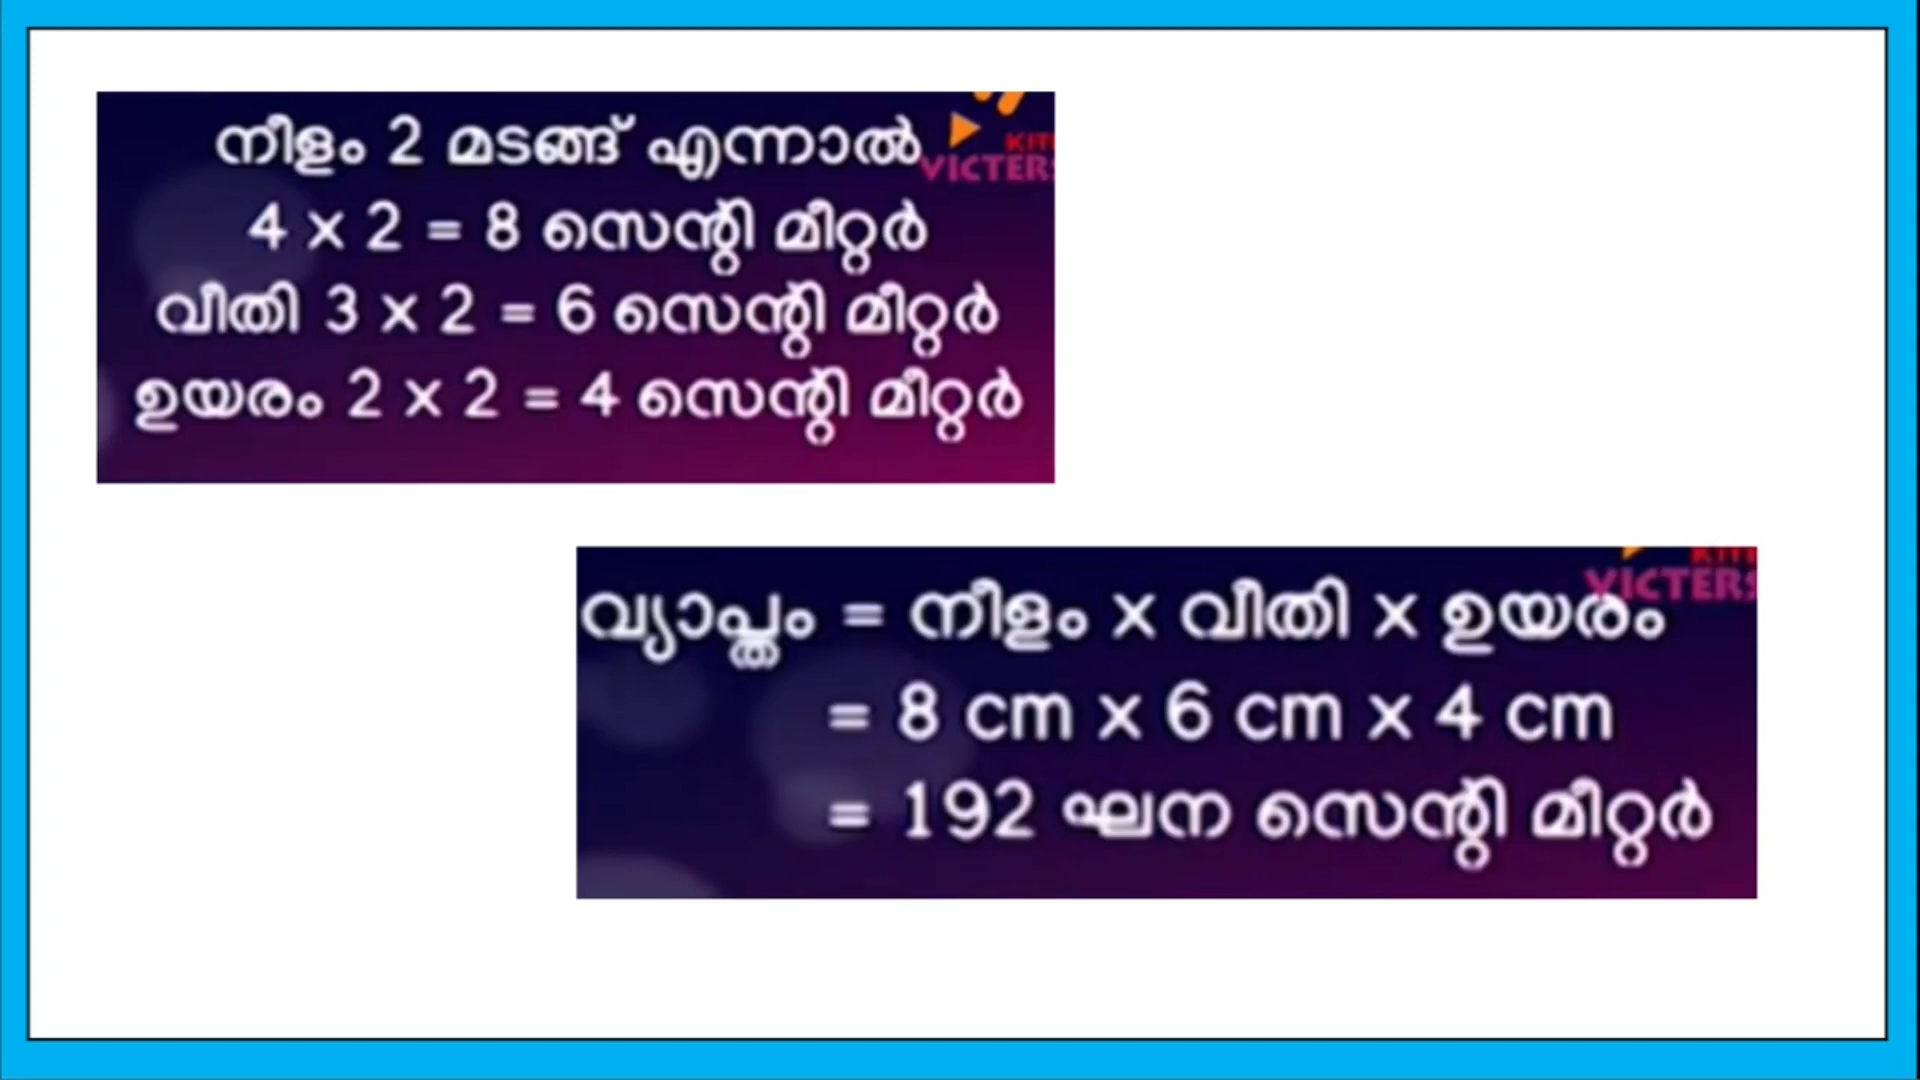 നീളം 2 മടങ്ങ് എന്നാൽ
4 x 2 = 8 സെന്റി മീറ്റർ
വീതി 3 x 2 = 6 സെന്റി മീറ്റർ
ഉയരം 2 x 2 = 4 സെന്റി മീറ്റർ
VICTERS
വ്യാപ്തം = നീളം x വീതി x ഉയരം
= 8 cm x 6 cm x 4 cm
= 192 ഘന സെന്റി മീറ്റർ
VICTERS